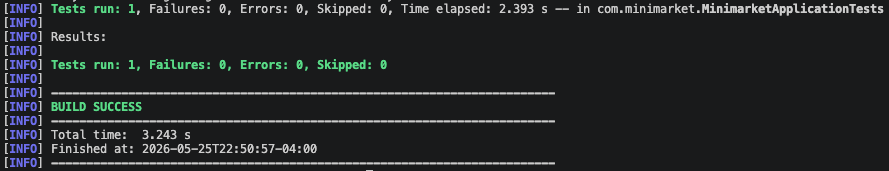 [INFO] Tests run: 1, Failures: 0, Errors: 0, Skipped: 0, Time elapsed: 2.393 s -- in com.minimarket.MinimarketApplicationTests
[INFO]
[INFO] Results:
[INFO]
[INFO] Tests run: 1, Failures: 0, Errors: 0, Skipped: 0
[INFO]
[INFO] ------------------------------------------------------------------------
[INFO] BUILD SUCCESS
[INFO] ------------------------------------------------------------------------
[INFO] Total time:  3.243 s
[INFO] Finished at: 2026-05-25T22:50:57-04:00
[INFO] ------------------------------------------------------------------------